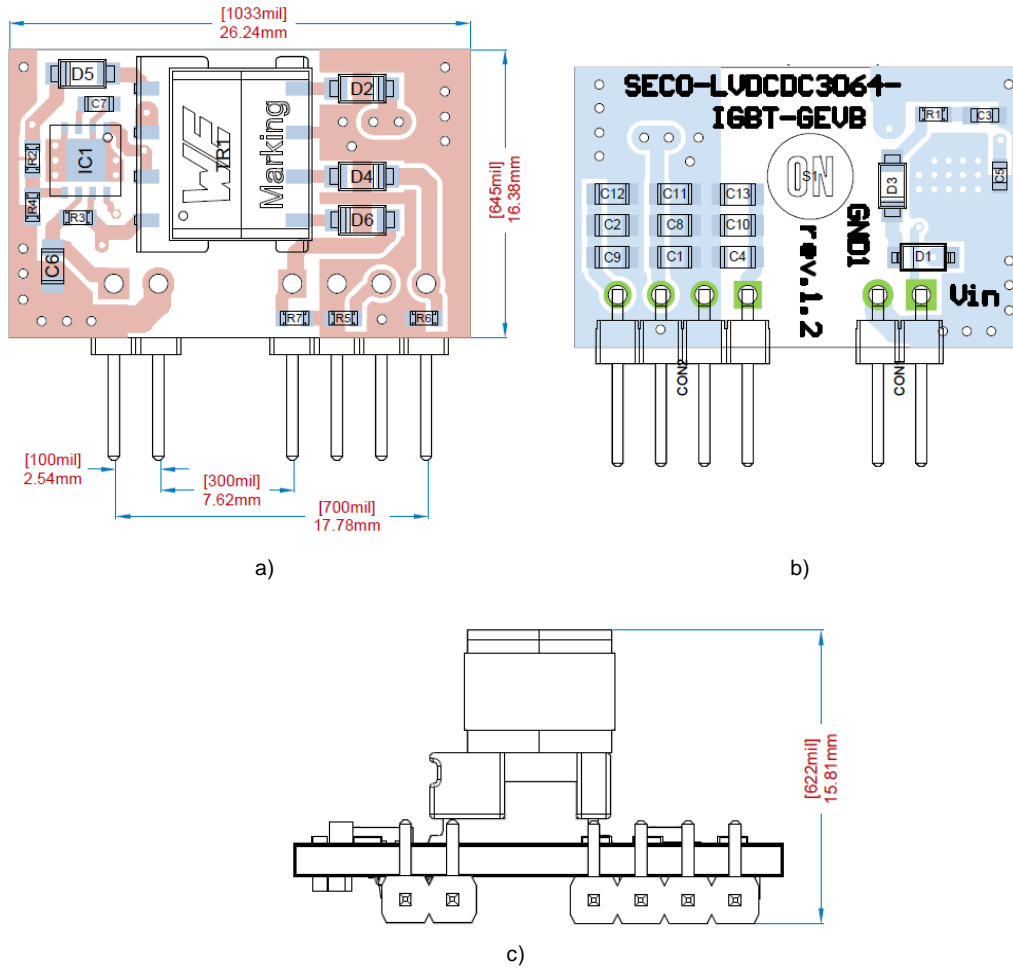 [1033mil]
26.24mm
D5
C7
R2
IC1
R4
R3
C6
WE
TR1
Marking
D2
D4
D6
R7
R5
R6
[645mil]
16.38mm
[100mil]
2.54mm
[300mil]
7.62mm
[700mil]
17.78mm
a)
SECO-LVDCDC3064-
IGBT-GEVB
R1
C3
ON
S1
D3
C5
C12
C11
C13
C2
C8
C10
C9
C1
C4
GND1
D1
rev.1.2
Vin
CON2
CON1
b)
[622mil]
15.81mm
c)